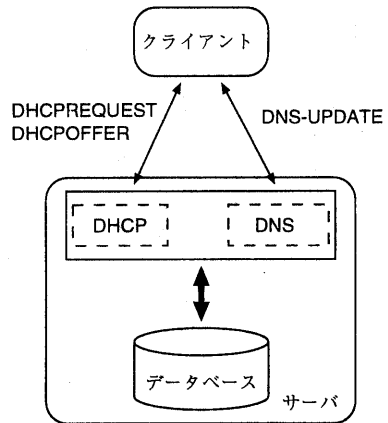 クライアント
DHCPREQUEST
DHCPOFFER
DNS-UPDATE
DHCP
DNS
データベース
サーバ